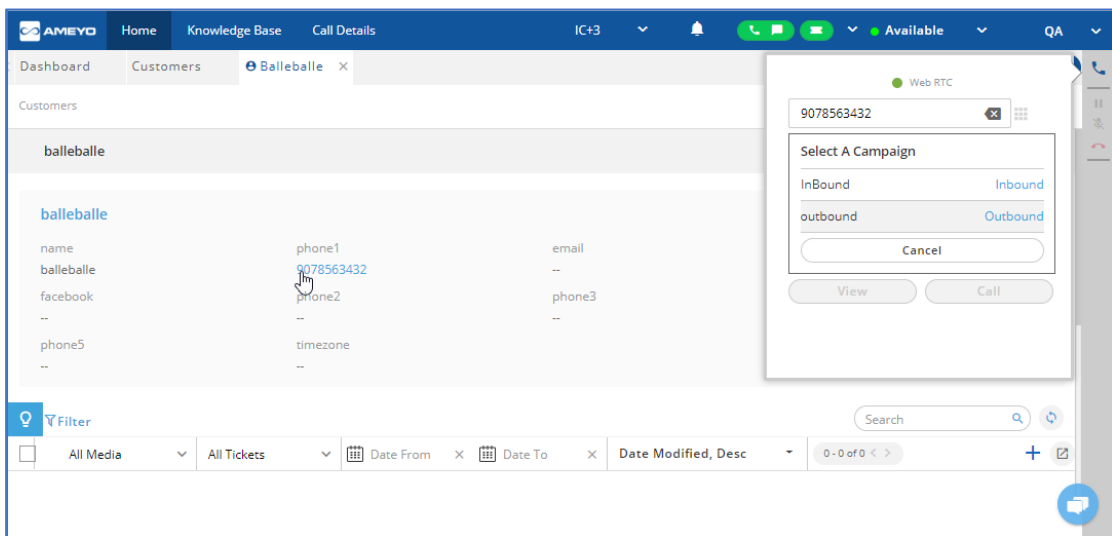 AMEYO Home Knowledge Base Call Details IC+3 Available QA
Dashboard Customers Balleballe
Web RTC
Customers
9078563432
balleballe
Select A Campaign
InBound Inbound
outbound Outbound
Cancel
View Call
balleballe
name phone1 email
balleballe 9078563432 --
facebook phone2 phone3
-- -- --
phone5 timezone
-- --
Filter Search
All Media All Tickets Date From Date To Date Modified, Desc 0 - 0 of 0